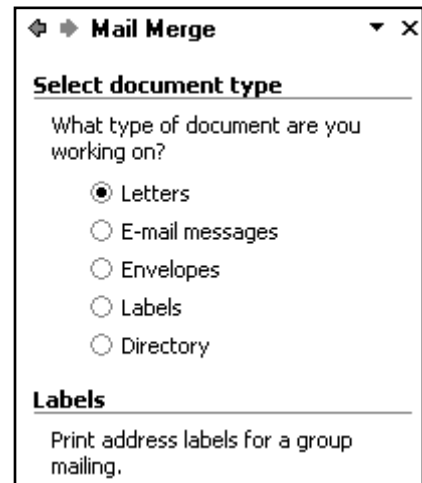 Mail Merge
Select document type
What type of document are you
working on?
Letters
E-mail messages
Envelopes
Labels
Directory
Labels
Print address labels for a group
mailing.